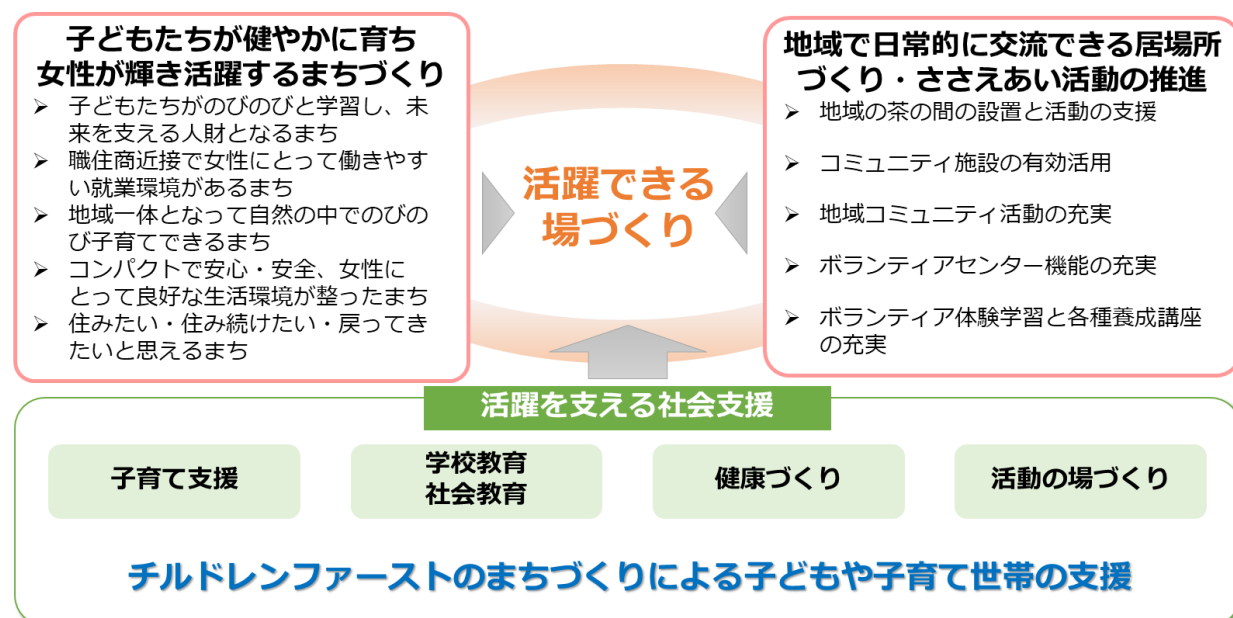 子どもたちが健やかに育ち
女性が輝き活躍するまちづくり
➢ 子どもたちがのびのびと学習し、未
来を支える人財となるまち
➢ 職住商近接で女性にとって働きやす
い就業環境があるまち
➢ 地域一体となって自然の中でのびの
び子育てできるまち
➢ コンパクトで安心・安全、女性に
とって良好な生活環境が整ったまち
➢ 住みたい・住み続けたい・戻ってき
たいと思えるまち
活躍できる
場づくり
地域で日常的に交流できる居場所
づくり・ささえあい活動の推進
➢ 地域の茶の間の設置と活動の支援
➢ コミュニティ施設の有効活用
➢ 地域コミュニティ活動の充実
➢ ボランティアセンター機能の充実
➢ ボランティア体験学習と各種養成講座
の充実
活躍を支える社会支援
子育て支援
学校教育
社会教育
健康づくり
活動の場づくり
チルドレンファーストのまちづくりによる子どもや子育て世帯の支援